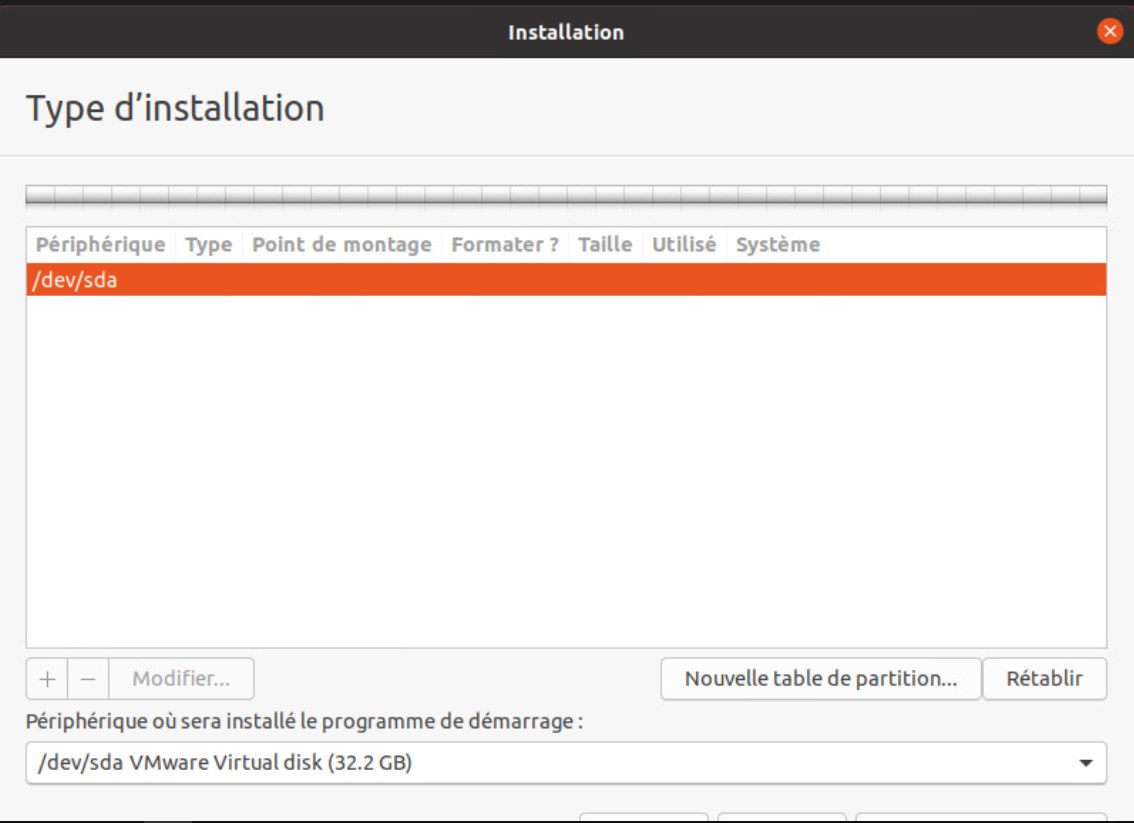 Installation
Type d’installation
Périphérique Type Point de montage Formater ? Taille Utilisé Système
/dev/sda
+ − Modifier... Nouvelle table de partition... Rétablir
Périphérique où sera installé le programme de démarrage :
/dev/sda VMware Virtual disk (32.2 GB)